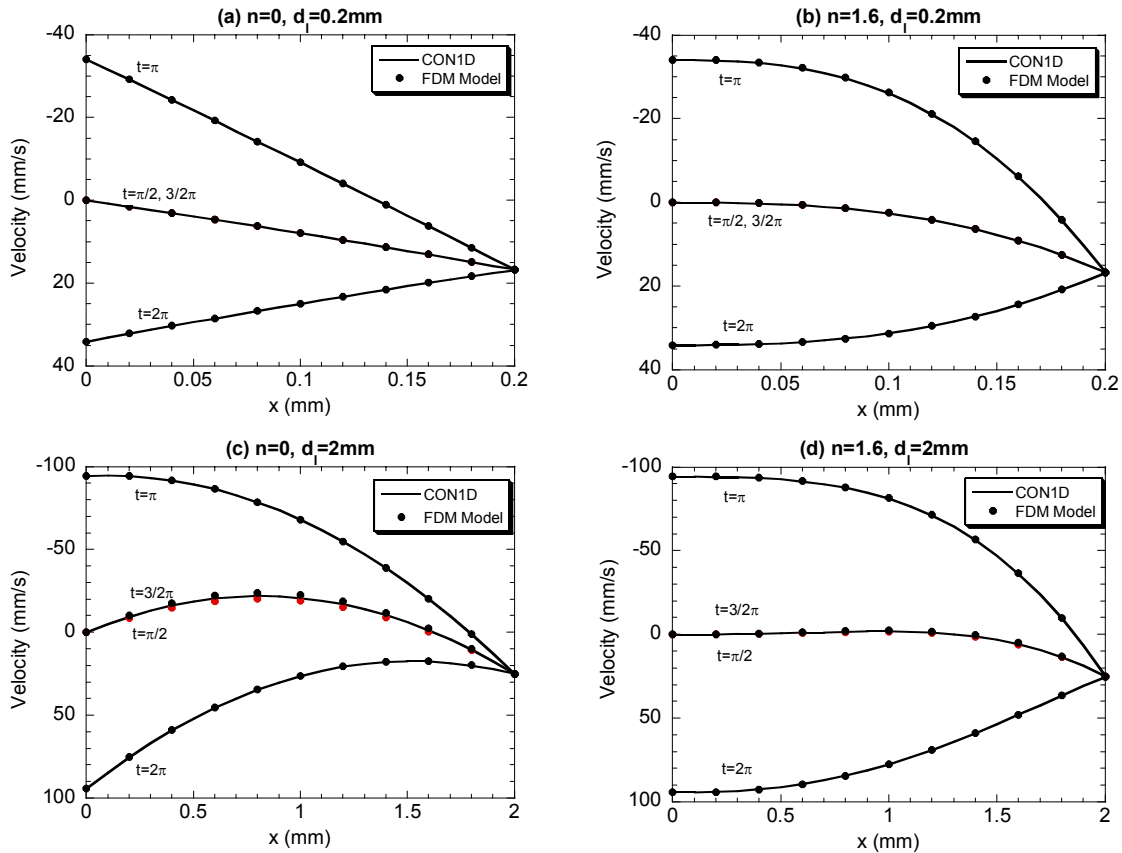 (a) n=0, d_l=0.2mm
-40
-20
0
20
40
Velocity (mm/s)
t=π
t=π/2, 3/2π
t=2π
CON1D
FDM Model
0 0.05 0.1 0.15 0.2
x (mm)
(b) n=1.6, d_l=0.2mm
-40
-20
0
20
40
Velocity (mm/s)
t=π
t=π/2, 3/2π
t=2π
CON1D
FDM Model
0 0.05 0.1 0.15 0.2
x (mm)
(c) n=0, d_l=2mm
-100
-50
0
50
100
Velocity (mm/s)
t=π
t=3/2π
t=π/2
t=2π
CON1D
FDM Model
0 0.5 1 1.5 2
x (mm)
(d) n=1.6, d_l=2mm
-100
-50
0
50
100
Velocity (mm/s)
t=π
t=3/2π
t=π/2
t=2π
CON1D
FDM Model
0 0.5 1 1.5 2
x (mm)